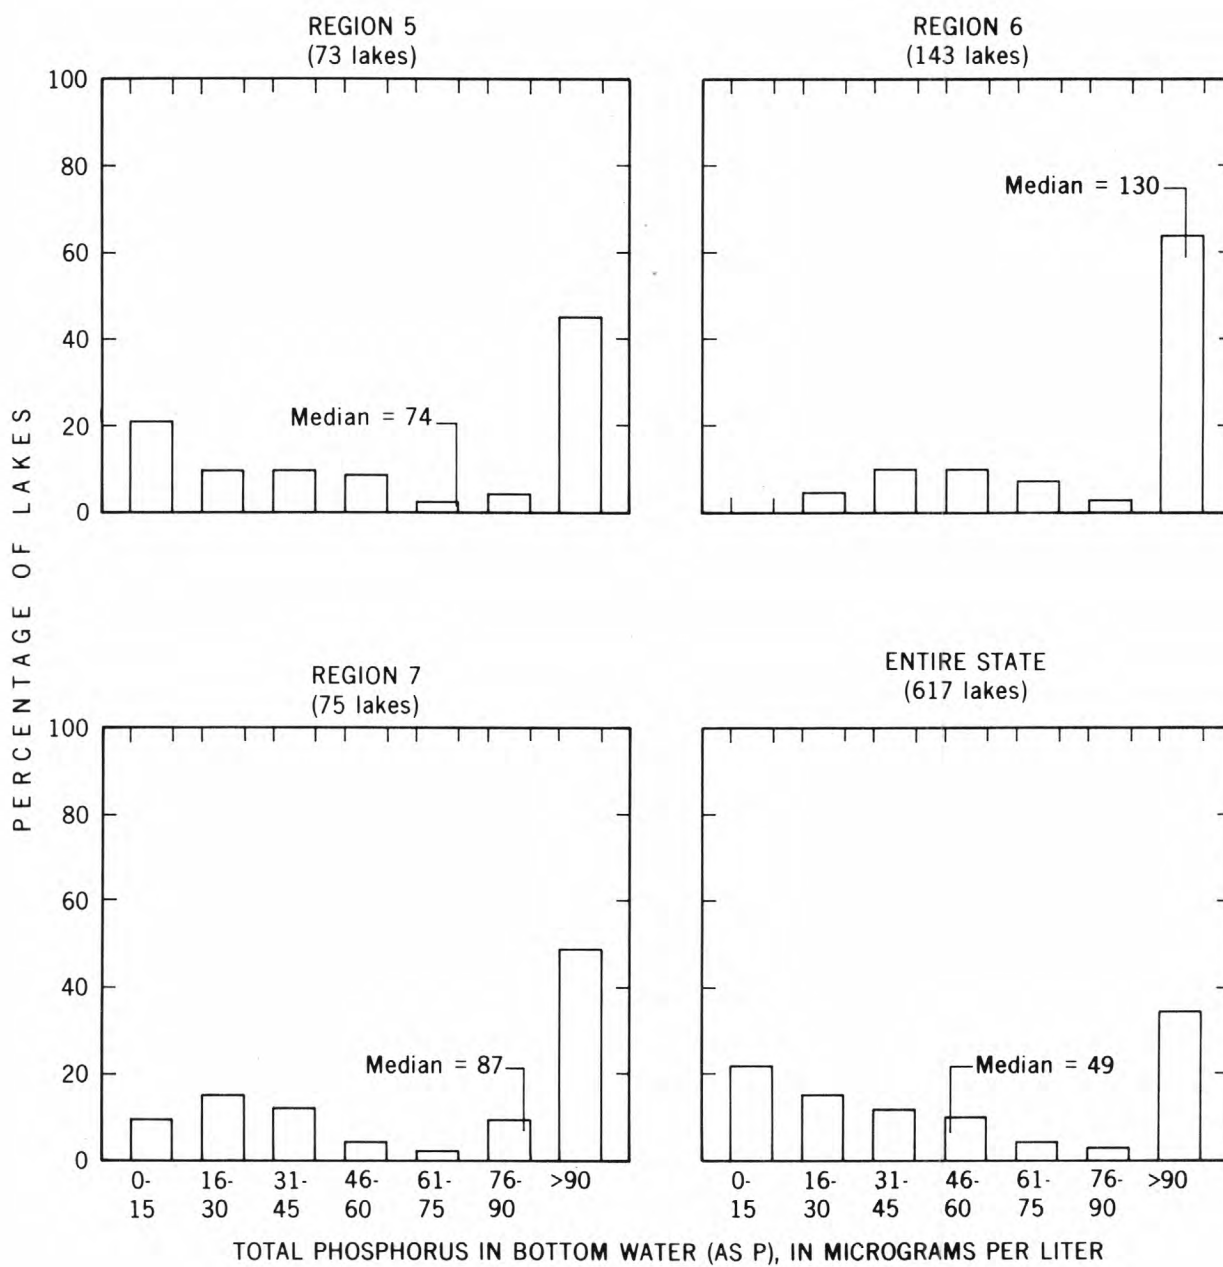 REGION 5
(73 lakes)
REGION 6
(143 lakes)
100
80
60
40
20
0
Median = 74
Median = 130
PERCENTAGE OF LAKES
REGION 7
(75 lakes)
ENTIRE STATE
(617 lakes)
100
80
60
40
20
0
Median = 87
Median = 49
0-
15
16-
30
31-
45
46-
60
61-
75
76-
90
>90
0-
15
16-
30
31-
45
46-
60
61-
75
76-
90
>90
TOTAL PHOSPHORUS IN BOTTOM WATER (AS P), IN MICROGRAMS PER LITER